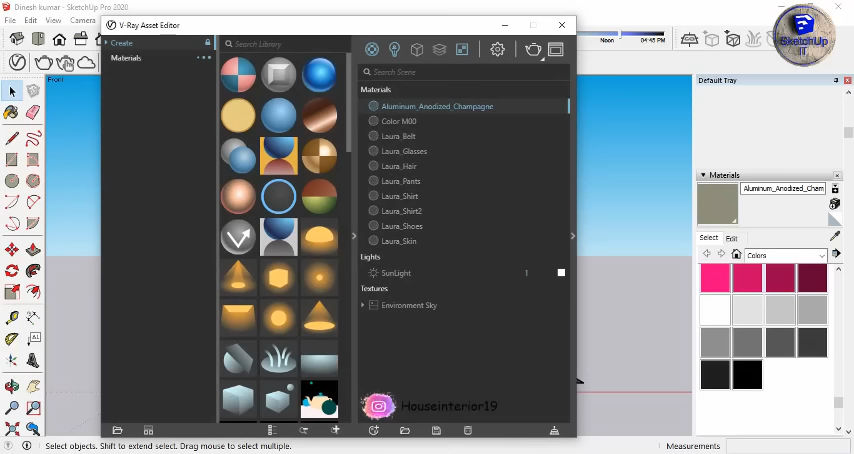 Dinesh kumar — SketchUp Pro 2020
File Edit View Camera
Noon 04:45 PM
SketchUp
IT
V-Ray Asset Editor
Create
Materials
Search Library
Search Scene
Materials
Aluminum_Anodized_Champagne
Color M00
Laura_Belt
Laura_Glasses
Laura_Hair
Laura_Pants
Laura_Shirt
Laura_Shirt2
Laura_Shoes
Laura_Skin
Lights
SunLight 1
Textures
Environment Sky
Houseinterior19
Front
Default Tray
Materials
Aluminum_Anodized_Cham
Select Edit
Colors
Select objects. Shift to extend select. Drag mouse to select multiple.
Measurements